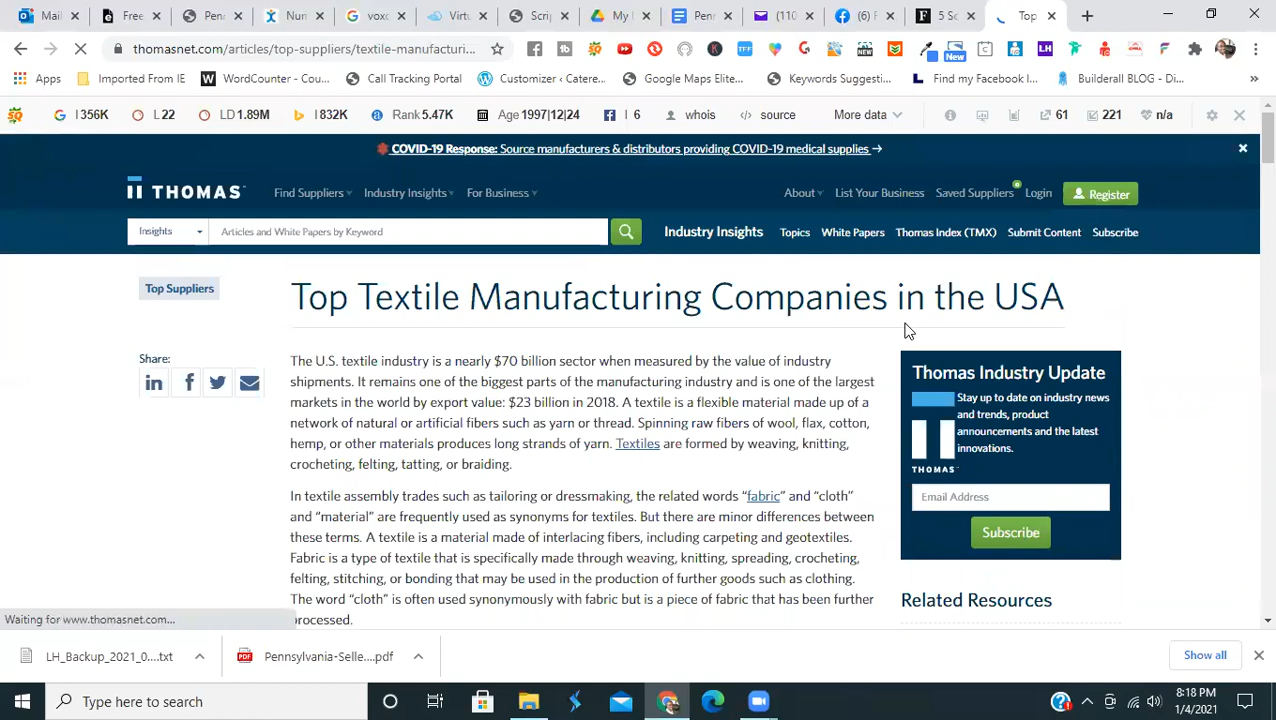 Mail
Free
Pena
Nun
voxc
Virtu
Scrip
My I
Penn
(110
(6) F
5 Se
Top
thomasnet.com/articles/top-suppliers/textile-manufacturi...
New
Apps
Imported From IE
WordCounter - Cou...
Call Tracking Portal
Customizer ‹ Catere...
Google Maps Elite...
Keywords Suggesti...
Find my Facebook I...
Builderall BLOG - Di...
»
I 356K
L 22
LD 1.89M
I 832K
Rank 5.47K
Age 1997|12|24
I 6
whois
source
More data
61
221
n/a
COVID-19 Response: Source manufacturers & distributors providing COVID-19 medical supplies →
THOMAS
Find Suppliers
Industry Insights
For Business
About
List Your Business
Saved Suppliers
Login
Register
Insights
Articles and White Papers by Keyword
Industry Insights
Topics
White Papers
Thomas Index (TMX)
Submit Content
Subscribe
Top Suppliers
Top Textile Manufacturing Companies in the USA
Share:
The U.S. textile industry is a nearly $70 billion sector when measured by the value of industry
shipments. It remains one of the biggest parts of the manufacturing industry and is one of the largest
markets in the world by export value: $23 billion in 2018. A textile is a flexible material made up of a
network of natural or artificial fibers such as yarn or thread. Spinning raw fibers of wool, flax, cotton,
hemp, or other materials produces long strands of yarn. Textiles are formed by weaving, knitting,
crocheting, felting, tatting, or braiding.
In textile assembly trades such as tailoring or dressmaking, the related words “fabric” and “cloth”
and “material” are frequently used as synonyms for textiles. But there are minor differences between
these terms. A textile is a material made of interlacing fibers, including carpeting and geotextiles.
Fabric is a type of textile that is specifically made through weaving, knitting, spreading, crocheting,
felting, stitching, or bonding that may be used in the production of further goods such as clothing.
The word “cloth” is often used synonymously with fabric but is a piece of fabric that has been further
processed.
Thomas Industry Update
Stay up to date on industry news
and trends, product
announcements and the latest
innovations.
THOMAS
Email Address
Subscribe
Related Resources
Waiting for www.thomasnet.com...
LH_Backup_2021_0....txt
Pennsylvania-Selle....pdf
Show all
Type here to search
8:18 PM
1/4/2021